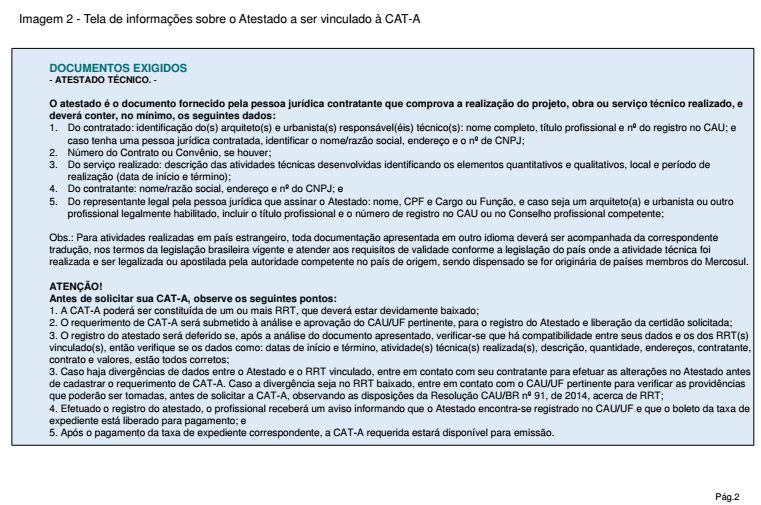 Imagem 2 - Tela de informações sobre o Atestado a ser vinculado à CAT-A
DOCUMENTOS EXIGIDOS
- ATESTADO TÉCNICO. -
O atestado é o documento fornecido pela pessoa jurídica contratante que comprova a realização do projeto, obra ou serviço técnico realizado, e
deverá conter, no mínimo, os seguintes dados:
1. Do contratado: identificação do(s) arquiteto(s) e urbanista(s) responsável(éis) técnico(s): nome completo, título profissional e nº do registro no CAU; e
caso tenha uma pessoa jurídica contratada, identificar o nome/razão social, endereço e o nº de CNPJ;
2. Número do Contrato ou Convênio, se houver;
3. Do serviço realizado: descrição das atividades técnicas desenvolvidas identificando os elementos quantitativos e qualitativos, local e período de
realização (data de início e término);
4. Do contratante: nome/razão social, endereço e nº do CNPJ; e
5. Do representante legal pela pessoa jurídica que assinar o Atestado: nome, CPF e Cargo ou Função, e caso seja um arquiteto(a) e urbanista ou outro
profissional legalmente habilitado, incluir o título profissional e o número de registro no CAU ou no Conselho profissional competente;
Obs.: Para atividades realizadas em país estrangeiro, toda documentação apresentada em outro idioma deverá ser acompanhada da correspondente
tradução, nos termos da legislação brasileira vigente e atender aos requisitos de validade conforme a legislação do país onde a atividade técnica foi
realizada e ser legalizada ou apostilada pela autoridade competente no país de origem, sendo dispensado se for originária de países membros do Mercosul.
ATENÇÃO!
Antes de solicitar sua CAT-A, observe os seguintes pontos:
1. A CAT-A poderá ser constituída de um ou mais RRT, que deverá estar devidamente baixado;
2. O requerimento de CAT-A será submetido à análise e aprovação do CAU/UF pertinente, para o registro do Atestado e liberação da certidão solicitada;
3. O registro do atestado será deferido se, após a análise do documento apresentado, verificar-se que há compatibilidade entre seus dados e os dos RRT(s)
vinculado(s), então verifique se os dados como: datas de início e término, atividade(s) técnica(s) realizada(s), descrição, quantidade, endereços, contratante,
contrato e valores, estão todos corretos;
3. Caso haja divergências de dados entre o Atestado e o RRT vinculado, entre em contato com seu contratante para efetuar as alterações no Atestado antes
de cadastrar o requerimento de CAT-A. Caso a divergência seja no RRT baixado, entre em contato com o CAU/UF pertinente para verificar as providências
que poderão ser tomadas, antes de solicitar a CAT-A, observando as disposições da Resolução CAU/BR nº 91, de 2014, acerca de RRT;
4. Efetuado o registro do atestado, o profissional receberá um aviso informando que o Atestado encontra-se registrado no CAU/UF e que o boleto da taxa de
expediente está liberado para pagamento; e
5. Após o pagamento da taxa de expediente correspondente, a CAT-A requerida estará disponível para emissão.
Pág.2